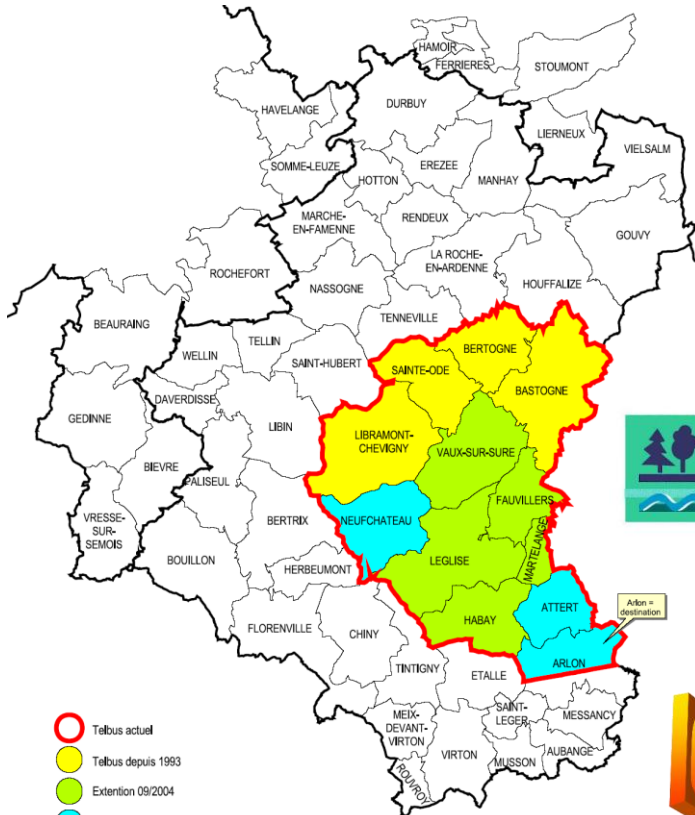 HAMOIR
FERRIERES
STOUMONT
HAVELANGE
DURBUY
LIERNEUX
VIELSALM
SOMME-LEUZE
HOTTON
EREZEE
MANHAY
MARCHE-
EN-FAMENNE
RENDEUX
GOUVY
ROCHEFORT
LA ROCHE-
EN-ARDENNE
NASSOGNE
HOUFFALIZE
BEAURAING
TENNEVILLE
TELLIN
WELLIN
SAINT-HUBERT
BERTOGNE
SAINTE-ODE
BASTOGNE
DAVERDISSE
GEDINNE
LIBIN
LIBRAMONT-
CHEVIGNY
VAUX-SUR-SURE
BIEVRE
PALISEUL
FAUVILLERS
VRESSE-
SUR-
SEMOIS
BERTRIX
NEUFCHATEAU
MARTELANGE
BOUILLON
LEGLISE
HERBEUMONT
ATTERT
Arlon =
destination
HABAY
FLORENVILLE
CHINY
ARLON
TINTIGNY
ETALLE
MEIX-
DEVANT-
VIRTON
SAINT-
LEGER
MESSANCY
VIRTON
MUSSON
AUBANGE
ROUVROY
Telbus actuel
Telbus depuis 1993
Extention 09/2004